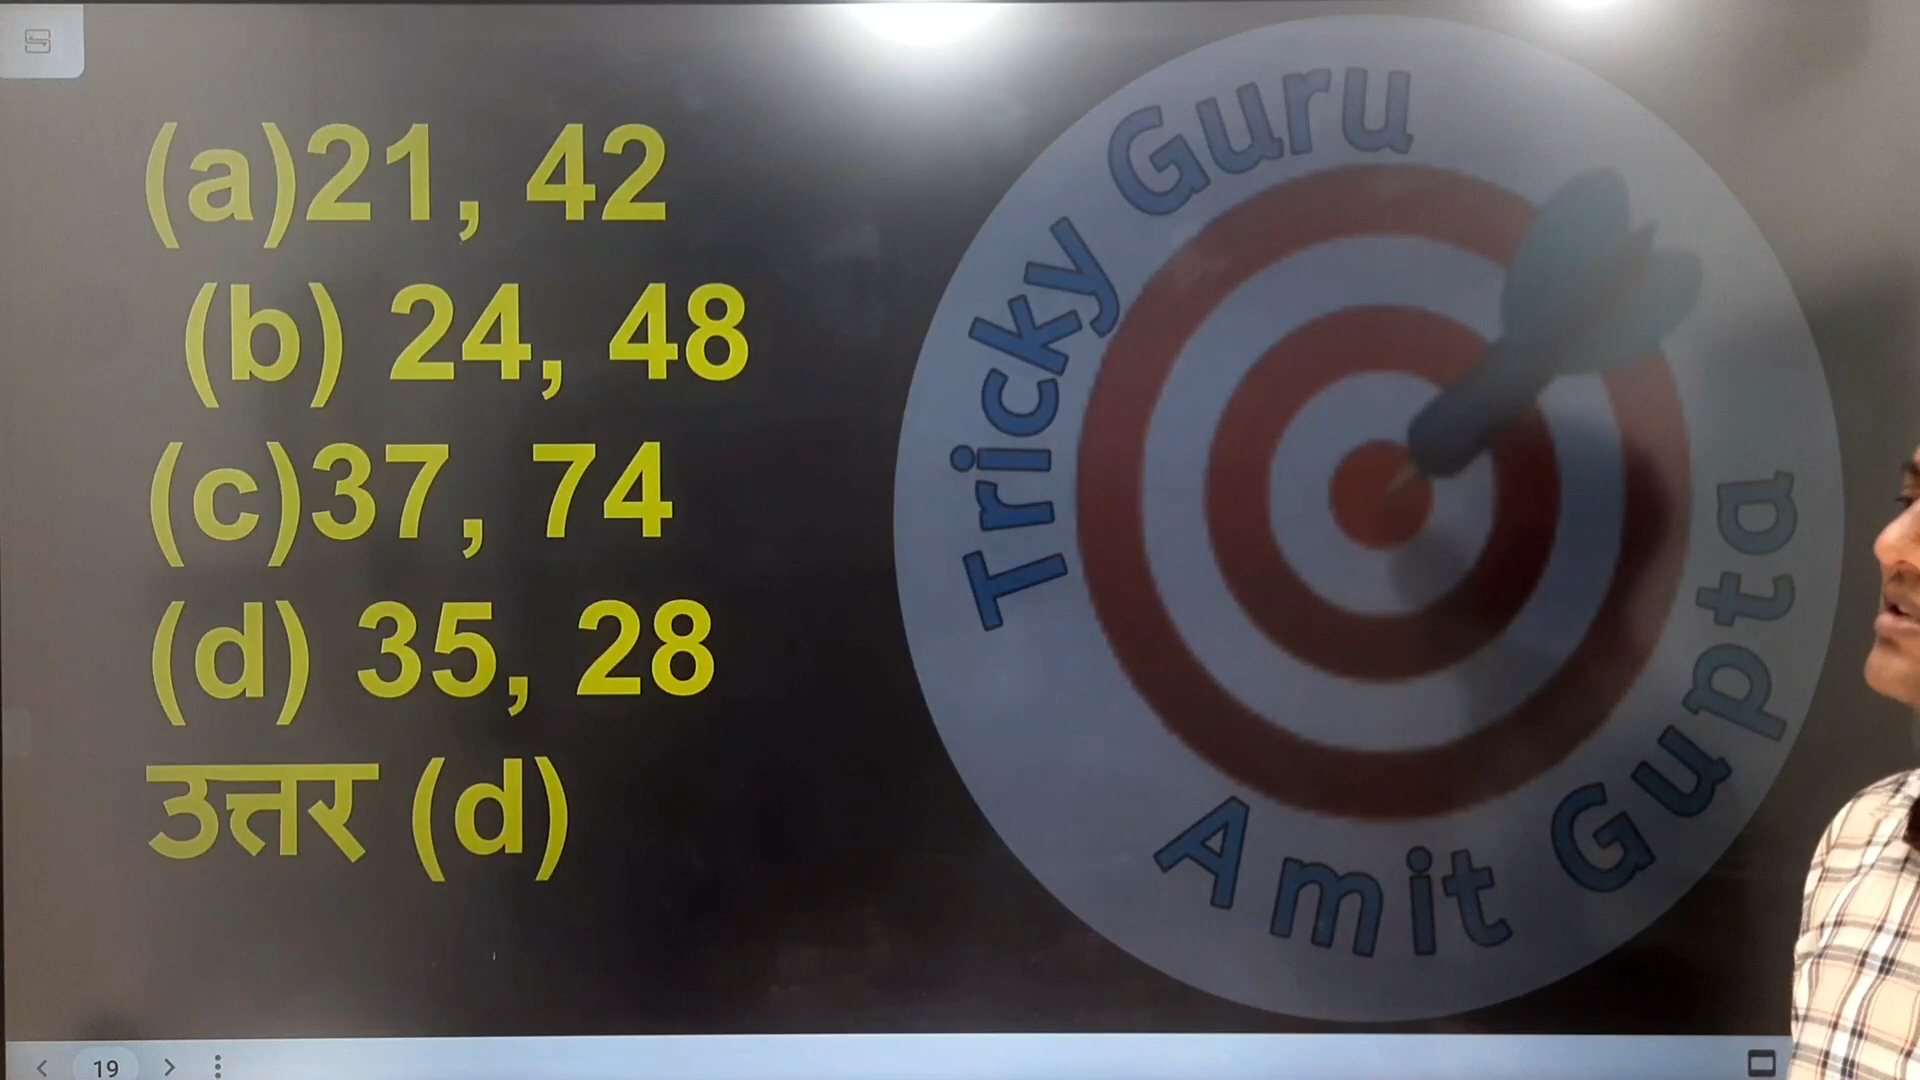 (a)21, 42
(b) 24, 48
(c)37, 74
(d) 35, 28
उत्तर (d)
Tricky Guru
Amit Gupta
19